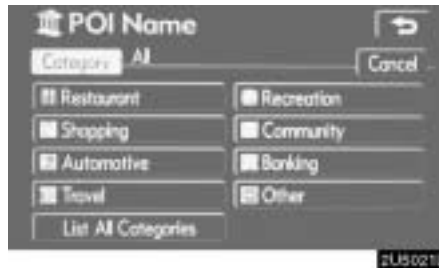 POI Name
Category All
Cancel
Restaurant Recreation
Shopping Community
Automotive Banking
Travel Other
List All Categories
2U5021